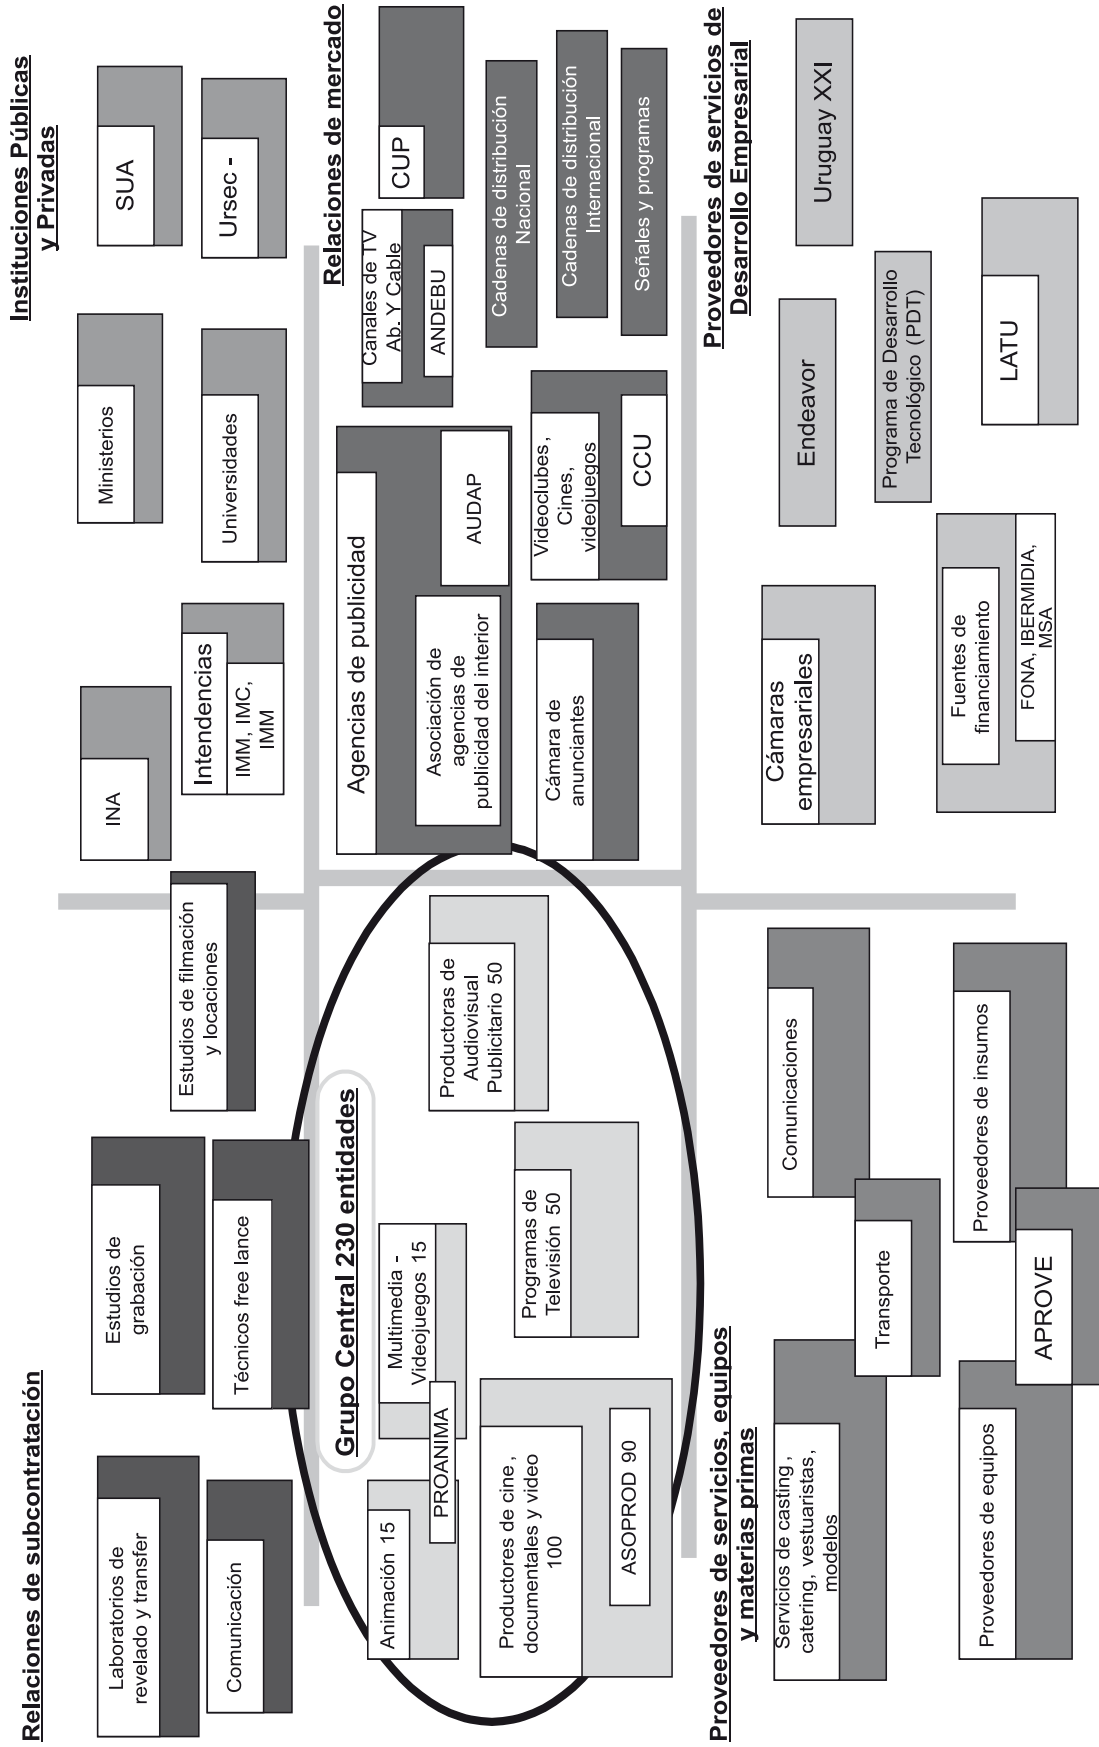 Relaciones de subcontratación
Laboratorios de
revelado y transfer
Comunicación
Estudios de
grabación
Técnicos free lance
Estudios de filmación
y locaciones
Instituciones Públicas
y Privadas
INA
Intendencias
IMM, IMC,
IMM
Ministerios
Universidades
SUA
Ursec -
Grupo Central 230 entidades
Animación 15
Multimedia -
Videojuegos 15
PROANIMA
Productores de cine ,
documentales y video
100
ASOPROD 90
Programas de
Televisión 50
Productoras de
Audiovisual
Publicitario 50
Relaciones de mercado
Agencias de publicidad
Asociación de
agencias de
publicidad del interior
AUDAP
Cámara de
anunciantes
Canales de TV
Ab. Y Cable
ANDEBU
CUP
Videoclubes,
Cines,
videojuegos
CCU
Cadenas de distribución
Nacional
Cadenas de distribución
Internacional
Señales y programas
Proveedores de servicios, equipos
y materias primas
Servicios de casting ,
catering, vestuaristas,
modelos
Transporte
Comunicaciones
Proveedores de equipos
APROVE
Proveedores de insumos
Proveedores de servicios de
Desarrollo Empresarial
Cámaras
empresariales
Fuentes de
financiamiento
FONA, IBERMIDIA,
MSA
Endeavor
Programa de Desarrollo
Tecnológico (PDT)
Uruguay XXI
LATU